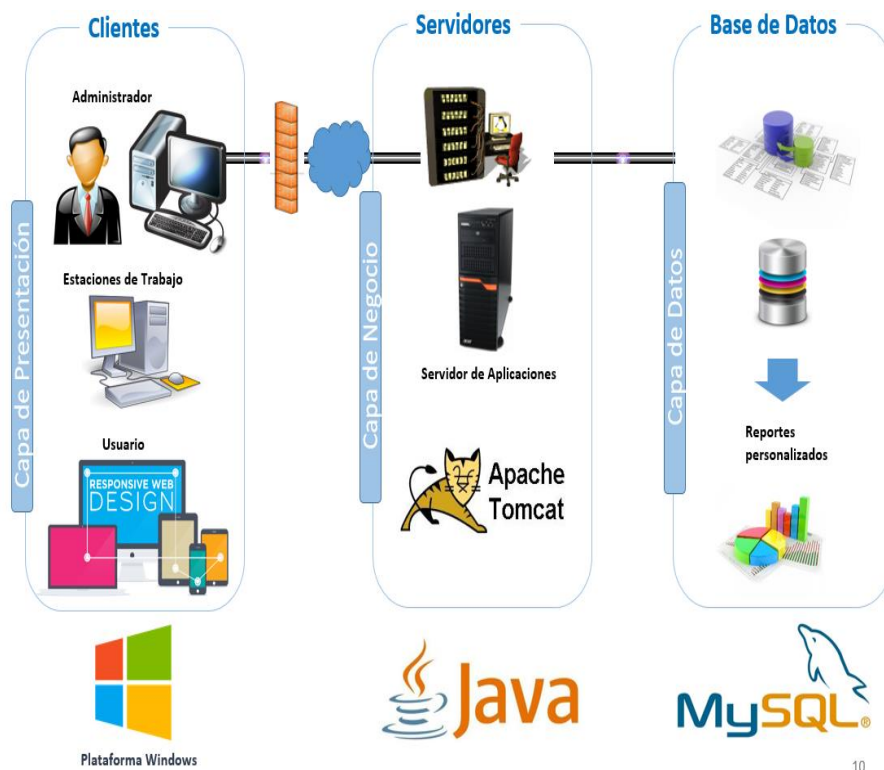 Clientes
Servidores
Base de Datos
Administrador
Capa de Presentación
Estaciones de Trabajo
Usuario
RESPONSIVE WEB
DESIGN
Capa de Negocio
Servidor de Aplicaciones
Apache
Tomcat
Capa de Datos
Reportes
personalizados
Plataforma Windows
Java
MySQL®
10